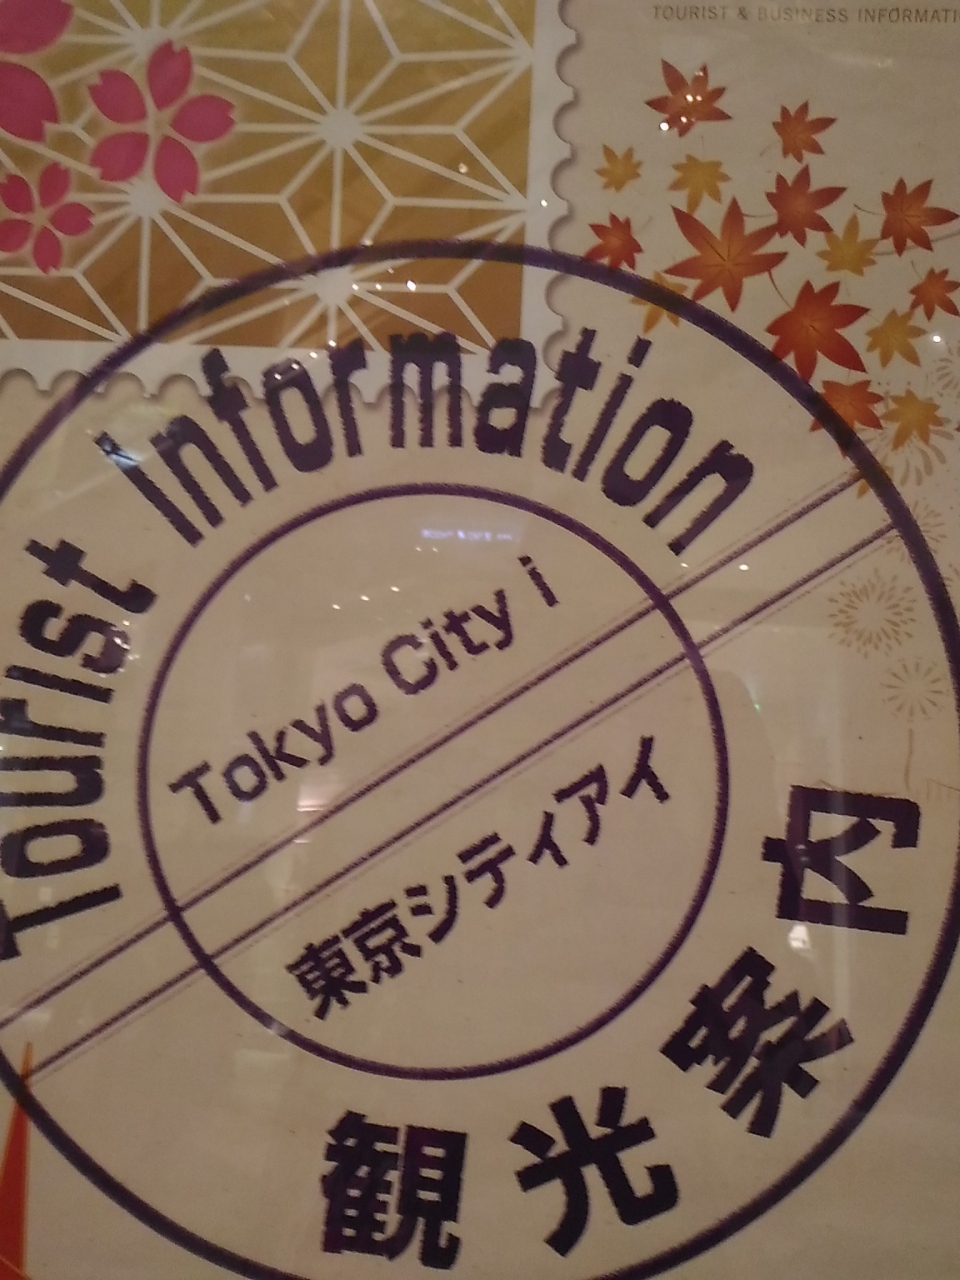 TOURIST & BUSINESS INFORMATI
Tourist Information
Tokyo City i
東京シティアイ
観光案内